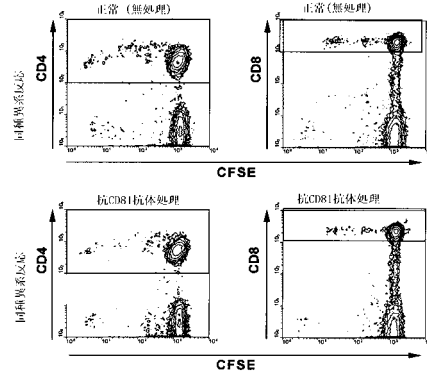 正常 (無処理)
正常(無処理)
同種異系反応
CD4
CD8
CFSE
抗CD81抗体処理
抗CD81抗体処理
同種異系反応
CD4
CD8
CFSE